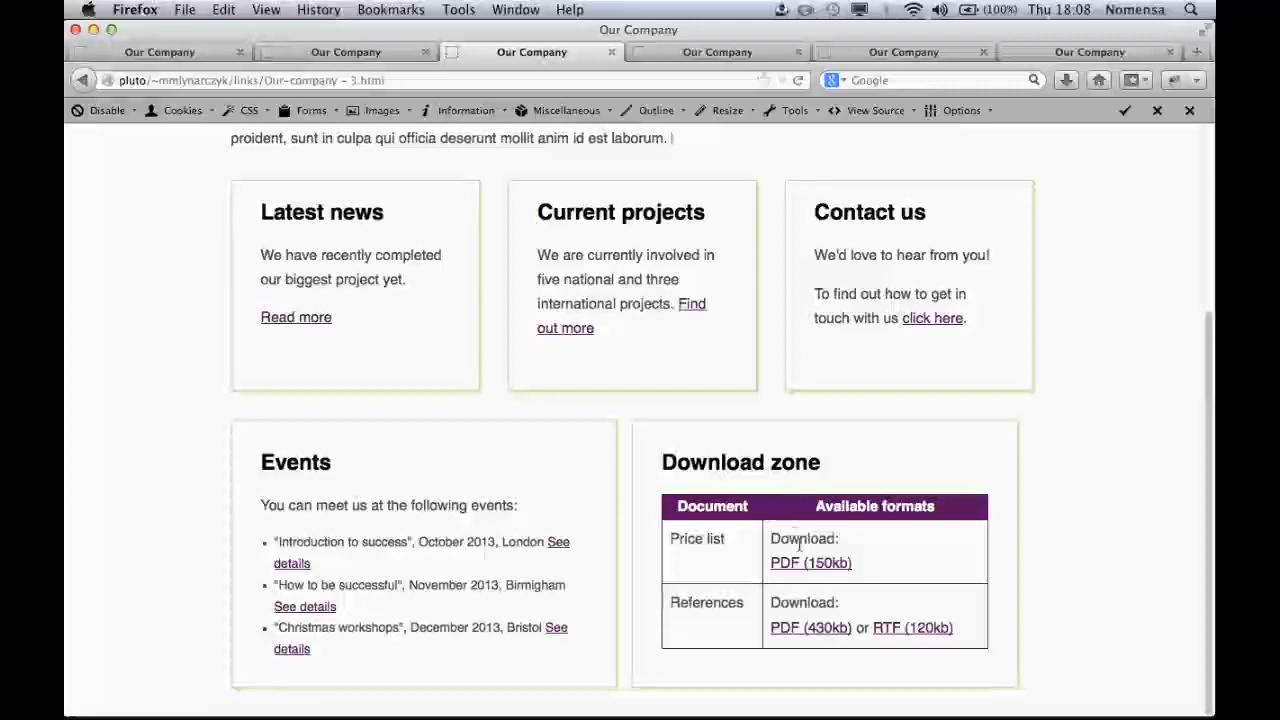 Firefox File Edit View History Bookmarks Tools Window Help (100%) Thu 18:08 Nomensa
Our Company
Our Company Our Company Our Company Our Company Our Company Our Company
pluto/~mmlynarczyk/links/Our-company - 3.html Google
Disable Cookies CSS Forms Images Information Miscellaneous Outline Resize Tools View Source Options
proident, sunt in culpa qui officia deserunt mollit anim id est laborum.
Latest news
We have recently completed
our biggest project yet.
Read more
Current projects
We are currently involved in
five national and three
international projects. Find
out more
Contact us
We'd love to hear from you!
To find out how to get in
touch with us click here.
Events
You can meet us at the following events:
"Introduction to success", October 2013, London See
details
"How to be successful", November 2013, Birmigham
See details
"Christmas workshops", December 2013, Bristol See
details
Download zone
Document Available formats
Price list Download:
PDF (150kb)
References Download:
PDF (430kb) or RTF (120kb)